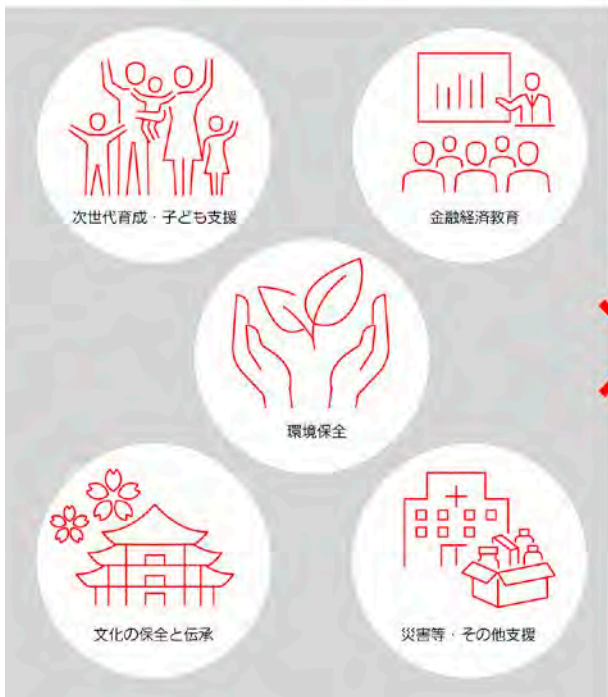 次世代育成・子ども支援
金融経済教育
環境保全
文化の保全と伝承
災害等・その他支援